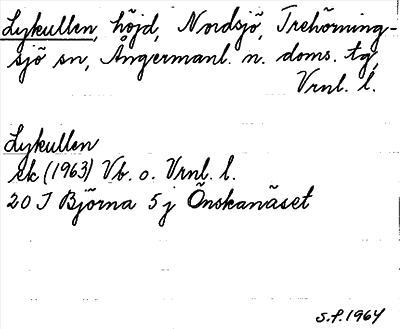 Lykullen, höjd, Nordsjö, Trehörning-
sjö sn, Ångermanl. n. doms. tg,
Vrnl. l.
Lykullen
ek (1963) Vb. o. Vrnl. l.
20 J Björna 5 j Önskanäset
S.P. 1964